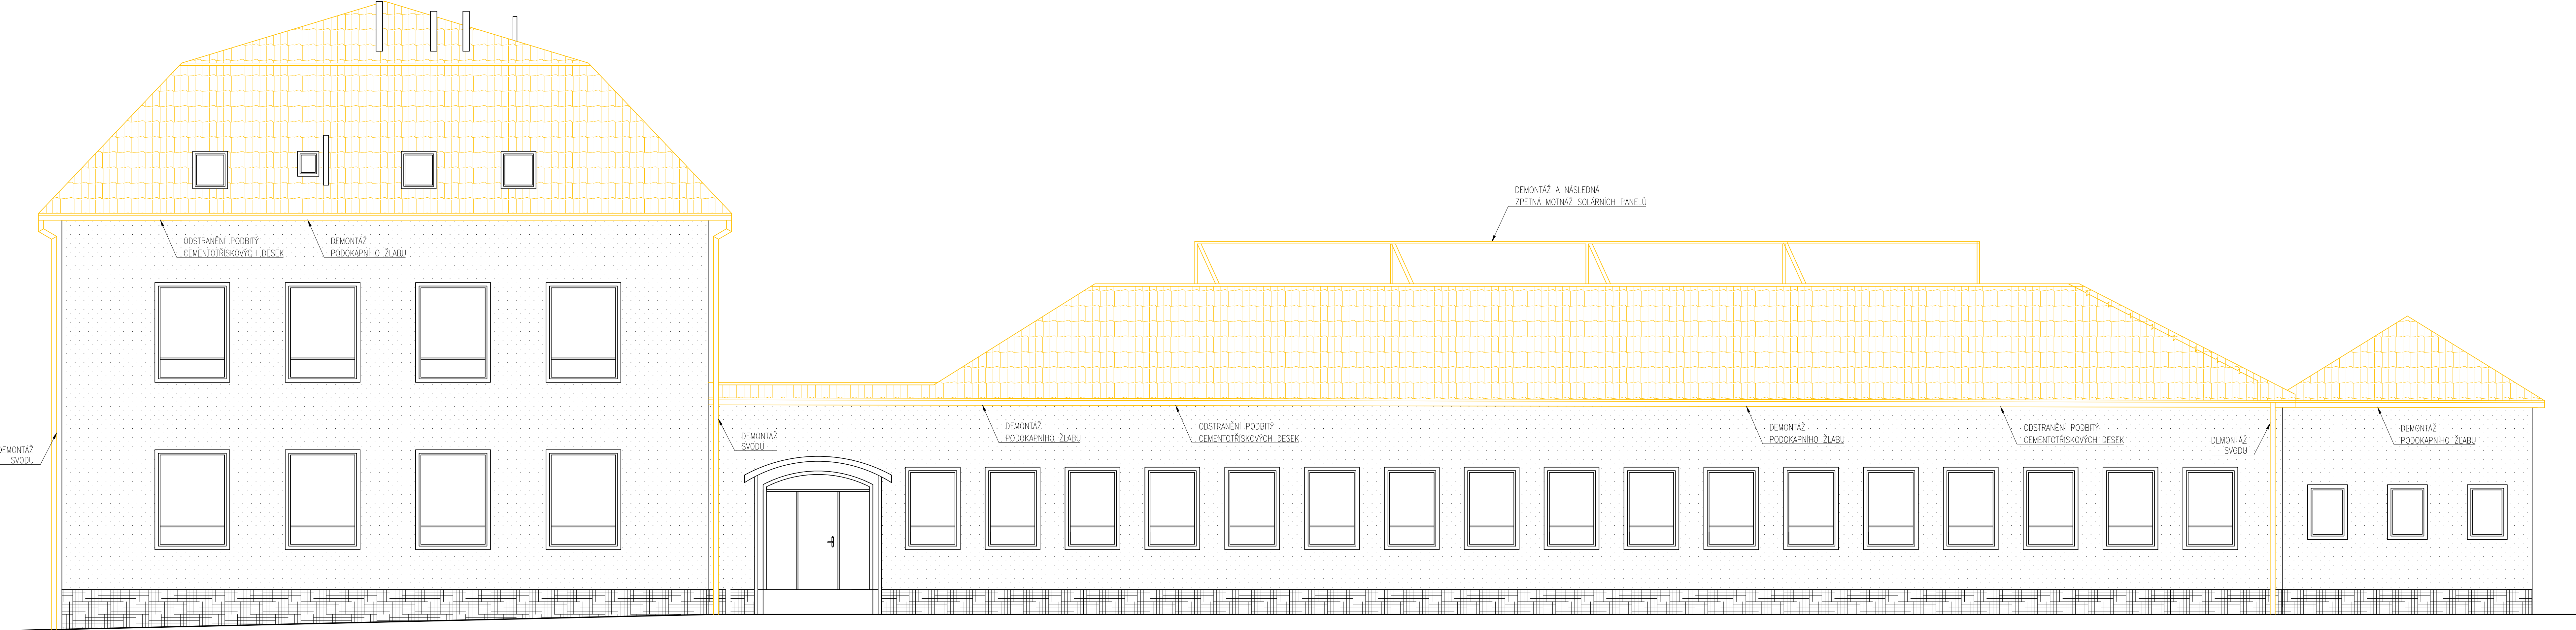 DEMONTÁŽ A NÁSLEDNÁ
ZPĚTNÁ MOTNÁŽ SOLÁRNÍCH PANELŮ
ODSTRANĚNÍ PODBITÝ
CEMENTOTŘÍSKOVÝCH DESEK
DEMONTÁŽ
PODOKAPNÍHO ŽLABU
DEMONTÁŽ
SVODU
DEMONTÁŽ
SVODU
DEMONTÁŽ
PODOKAPNÍHO ŽLABU
ODSTRANĚNÍ PODBITÝ
CEMENTOTŘÍSKOVÝCH DESEK
DEMONTÁŽ
PODOKAPNÍHO ŽLABU
ODSTRANĚNÍ PODBITÝ
CEMENTOTŘÍSKOVÝCH DESEK
DEMONTÁŽ
SVODU
DEMONTÁŽ
PODOKAPNÍHO ŽLABU